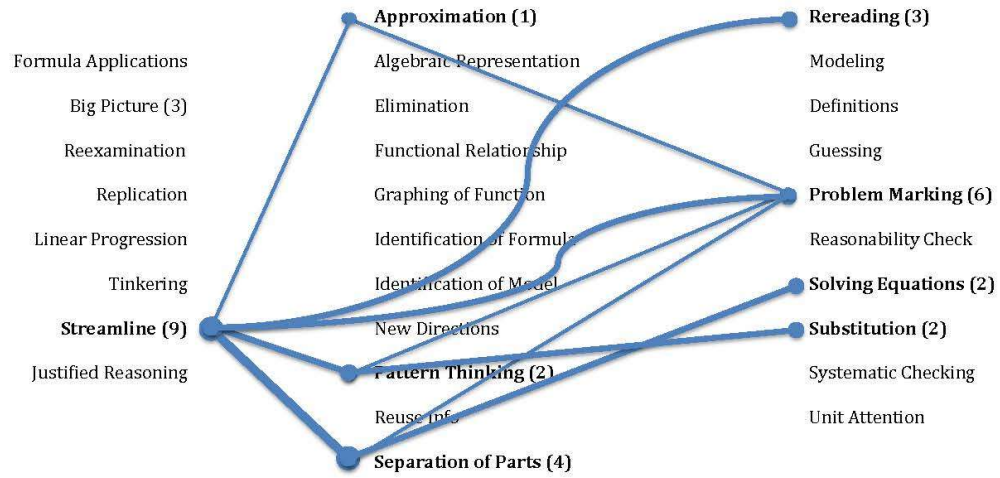 Formula Applications
Big Picture (3)
Reexamination
Replication
Linear Progression
Tinkering
Streamline (9)
Justified Reasoning
Approximation (1)
Algebraic Representation
Elimination
Functional Relationship
Graphing of Function
Identification of Formula
Identification of Model
New Directions
Pattern Thinking (2)
Reuse Info
Separation of Parts (4)
Rereading (3)
Modeling
Definitions
Guessing
Problem Marking (6)
Reasonability Check
Solving Equations (2)
Substitution (2)
Systematic Checking
Unit Attention